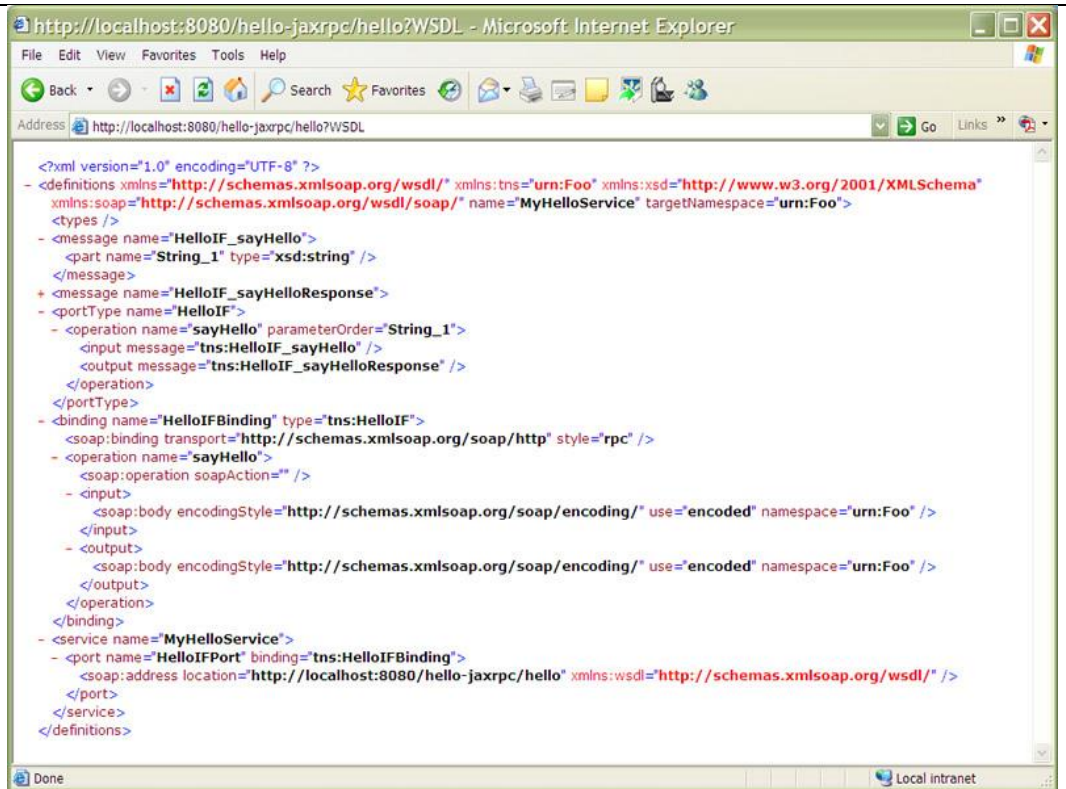 http://localhost:8080/hello-jaxrpc/hello?WSDL - Microsoft Internet Explorer
File Edit View Favorites Tools Help
Back Search Favorites
Address http://localhost:8080/hello-jaxrpc/hello?WSDL Go Links »
<?xml version="1.0" encoding="UTF-8" ?>
- <definitions xmlns="http://schemas.xmlsoap.org/wsdl/" xmlns:tns="urn:Foo" xmlns:xsd="http://www.w3.org/2001/XMLSchema"
xmlns:soap="http://schemas.xmlsoap.org/wsdl/soap/" name="MyHelloService" targetNamespace="urn:Foo">
<types />
- <message name="HelloIF_sayHello">
<part name="String_1" type="xsd:string" />
</message>
+ <message name="HelloIF_sayHelloResponse">
- <portType name="HelloIF">
- <operation name="sayHello" parameterOrder="String_1">
<input message="tns:HelloIF_sayHello" />
<output message="tns:HelloIF_sayHelloResponse" />
</operation>
</portType>
- <binding name="HelloIFBinding" type="tns:HelloIF">
<soap:binding transport="http://schemas.xmlsoap.org/soap/http" style="rpc" />
- <operation name="sayHello">
<soap:operation soapAction="" />
- <input>
<soap:body encodingStyle="http://schemas.xmlsoap.org/soap/encoding/" use="encoded" namespace="urn:Foo" />
</input>
- <output>
<soap:body encodingStyle="http://schemas.xmlsoap.org/soap/encoding/" use="encoded" namespace="urn:Foo" />
</output>
</operation>
</binding>
- <service name="MyHelloService">
- <port name="HelloIFPort" binding="tns:HelloIFBinding">
<soap:address location="http://localhost:8080/hello-jaxrpc/hello" xmlns:wsdl="http://schemas.xmlsoap.org/wsdl/" />
</port>
</service>
</definitions>
Done Local intranet